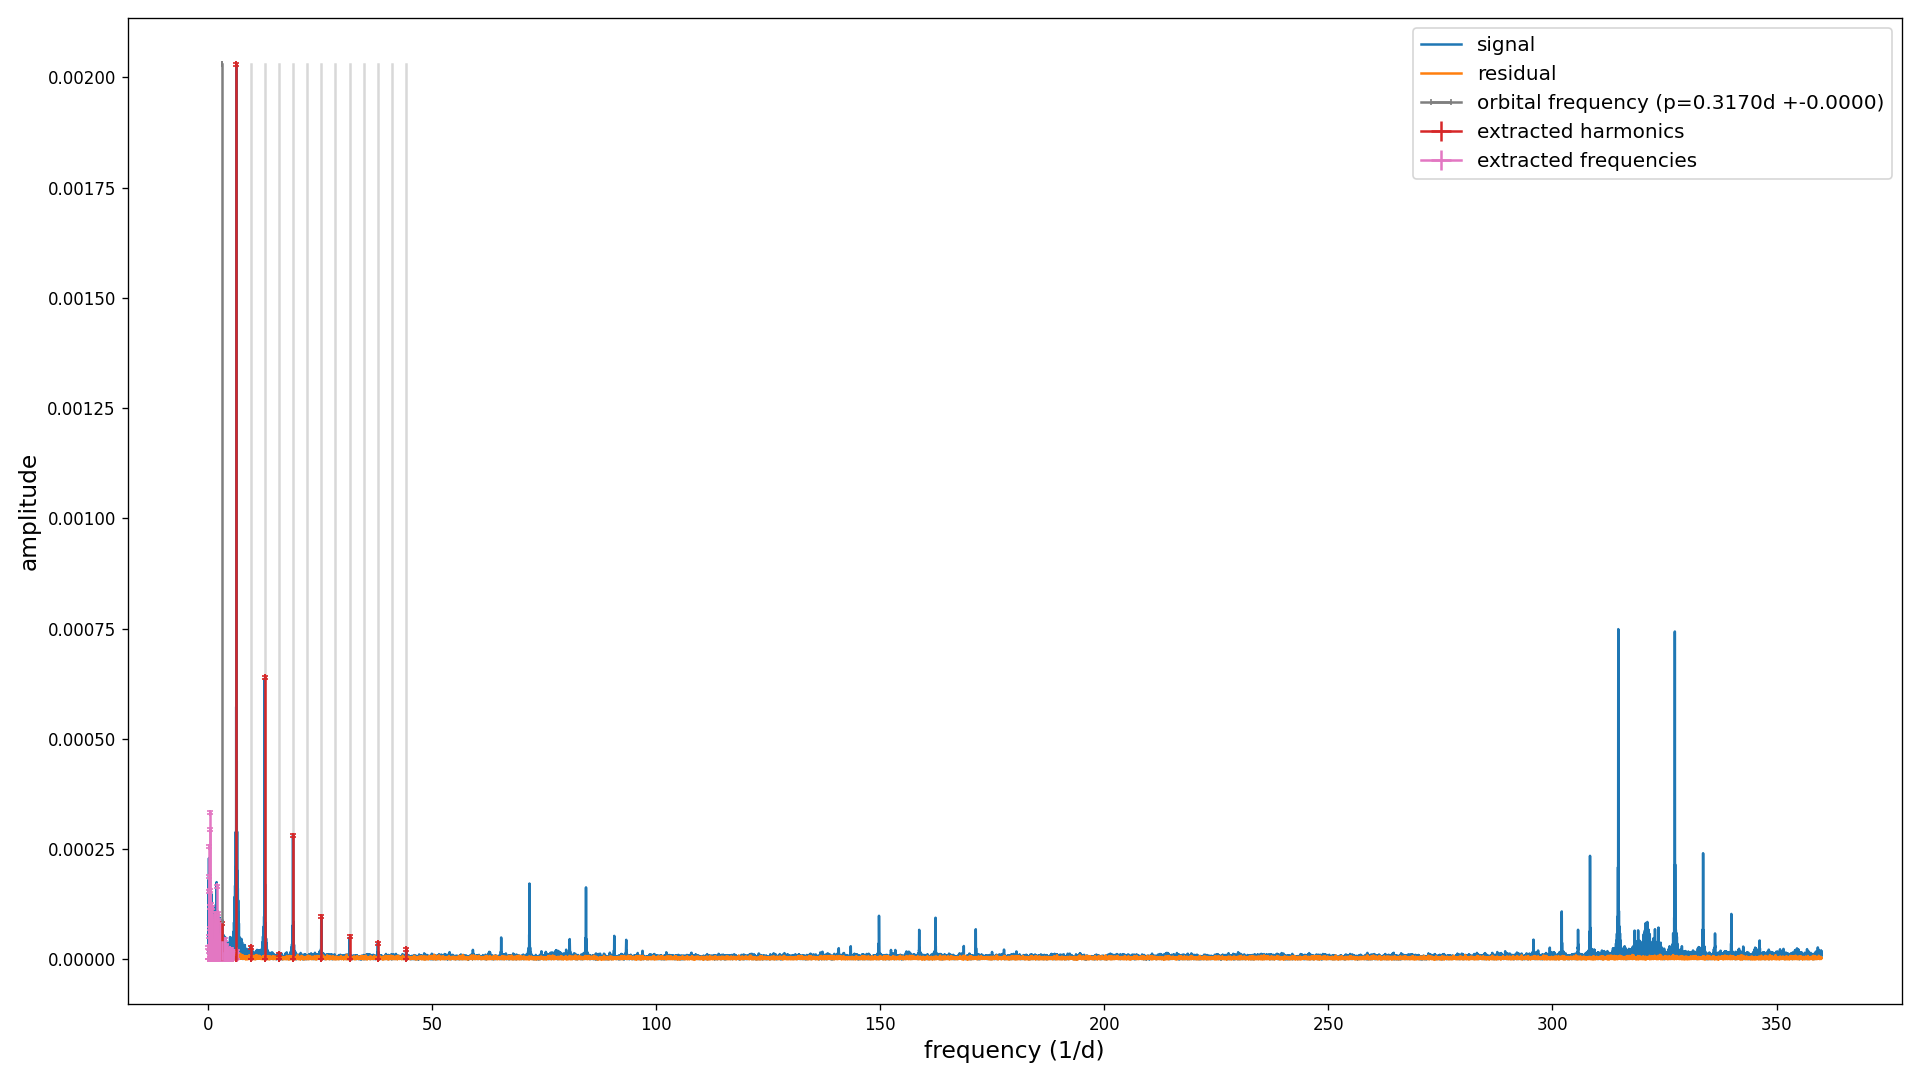 signal
residual
orbital frequency (p=0.3170d +-0.0000)
extracted harmonics
extracted frequencies
amplitude
0.00200
0.00175
0.00150
0.00125
0.00100
0.00075
0.00050
0.00025
0.00000
0 50 100 150 200 250 300 350
frequency (1/d)